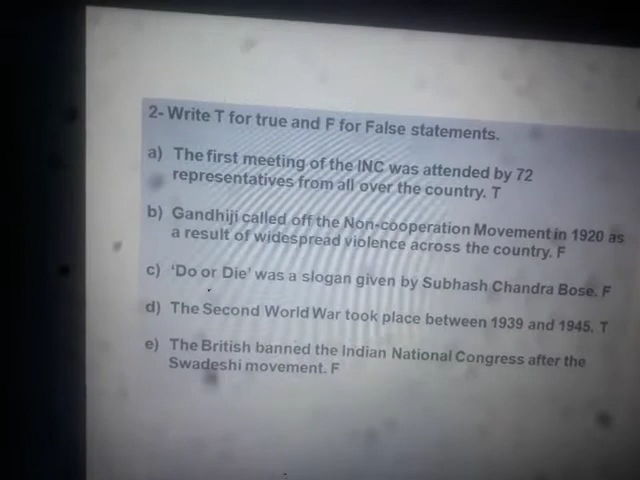 2- Write T for true and F for False statements.
a) The first meeting of the INC was attended by 72
representatives from all over the country. T
b) Gandhiji called off the Non-cooperation Movement in 1920 as
a result of widespread violence across the country. F
c) 'Do or Die' was a slogan given by Subhash Chandra Bose. F
d) The Second World War took place between 1939 and 1945. T
e) The British banned the Indian National Congress after the
Swadeshi movement. F